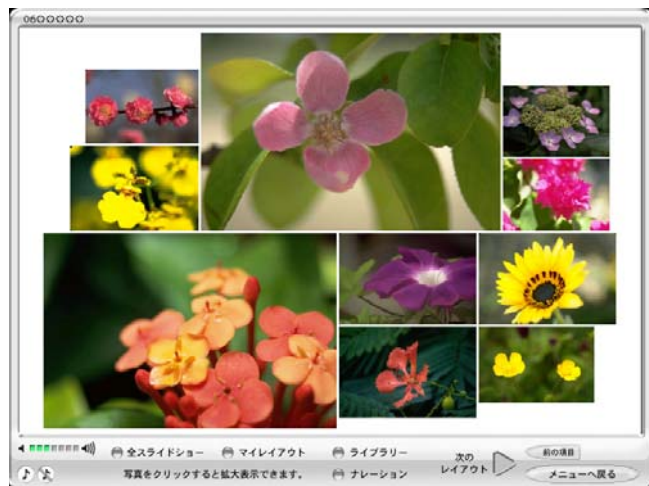 06○○○○○
全スライドショー
マイレイアウト
ライブラリー
次の
レイアウト
前の項目
写真をクリックすると拡大表示できます。
ナレーション
メニューへ戻る